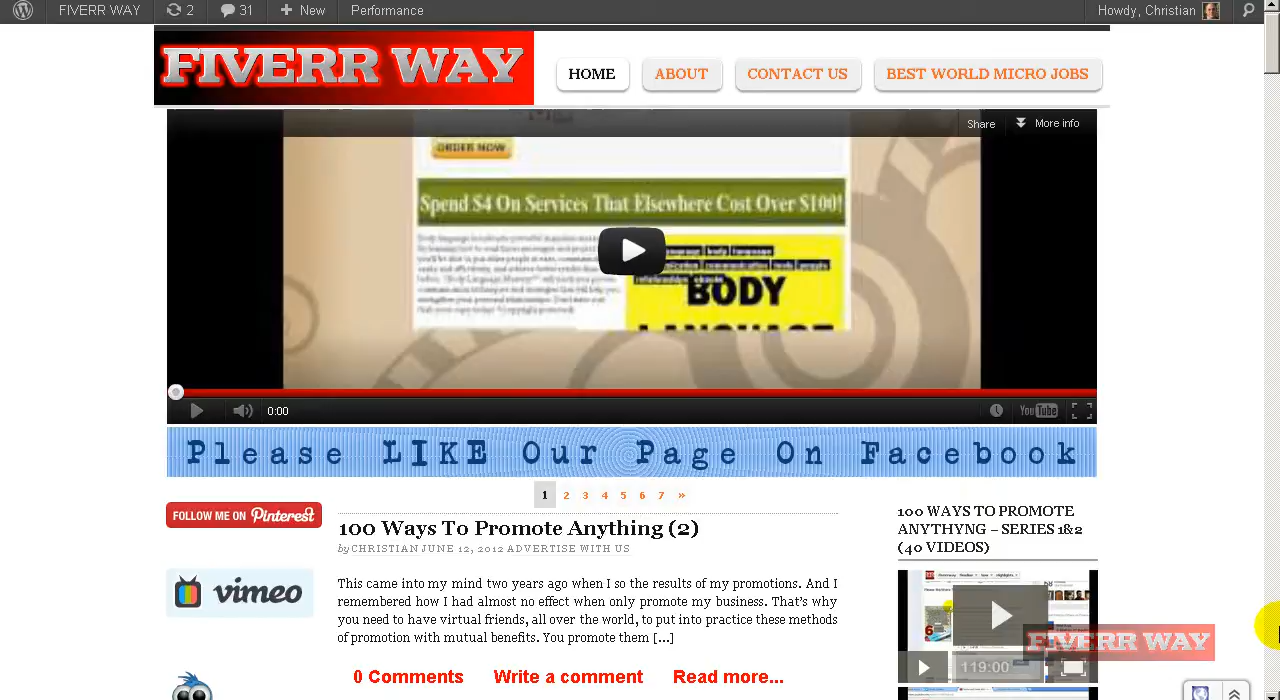 FIVERR WAY 2 31 New Performance Howdy, Christian
FIVERR WAY
HOME ABOUT CONTACT US BEST WORLD MICRO JOBS
Share More info
ORDER NOW
Spend $4 On Services That Elsewhere Cost Over $100!
BODY
LANGUAGE
0:00 YouTube
Please LIKE Our Page On Facebook
1 2 3 4 5 6 7 »
FOLLOW ME ON Pinterest
vimeo
100 Ways To Promote Anything (2)
by CHRISTIAN JUNE 12, 2012 ADVERTISE WITH US
This came into my mind two years ago when I so the results of my promotions. And I
remembered how I had almost no effect when only promote my business. That's why
you need to have virtual friends, all over the world, to put into practice these methods
of promotion with mutual benefits. You promote them [...]
0 Comments Write a comment Read more...
100 WAYS TO PROMOTE
ANYTHYNG – SERIES 1&2
(40 VIDEOS)
119:00
FIVERR WAY